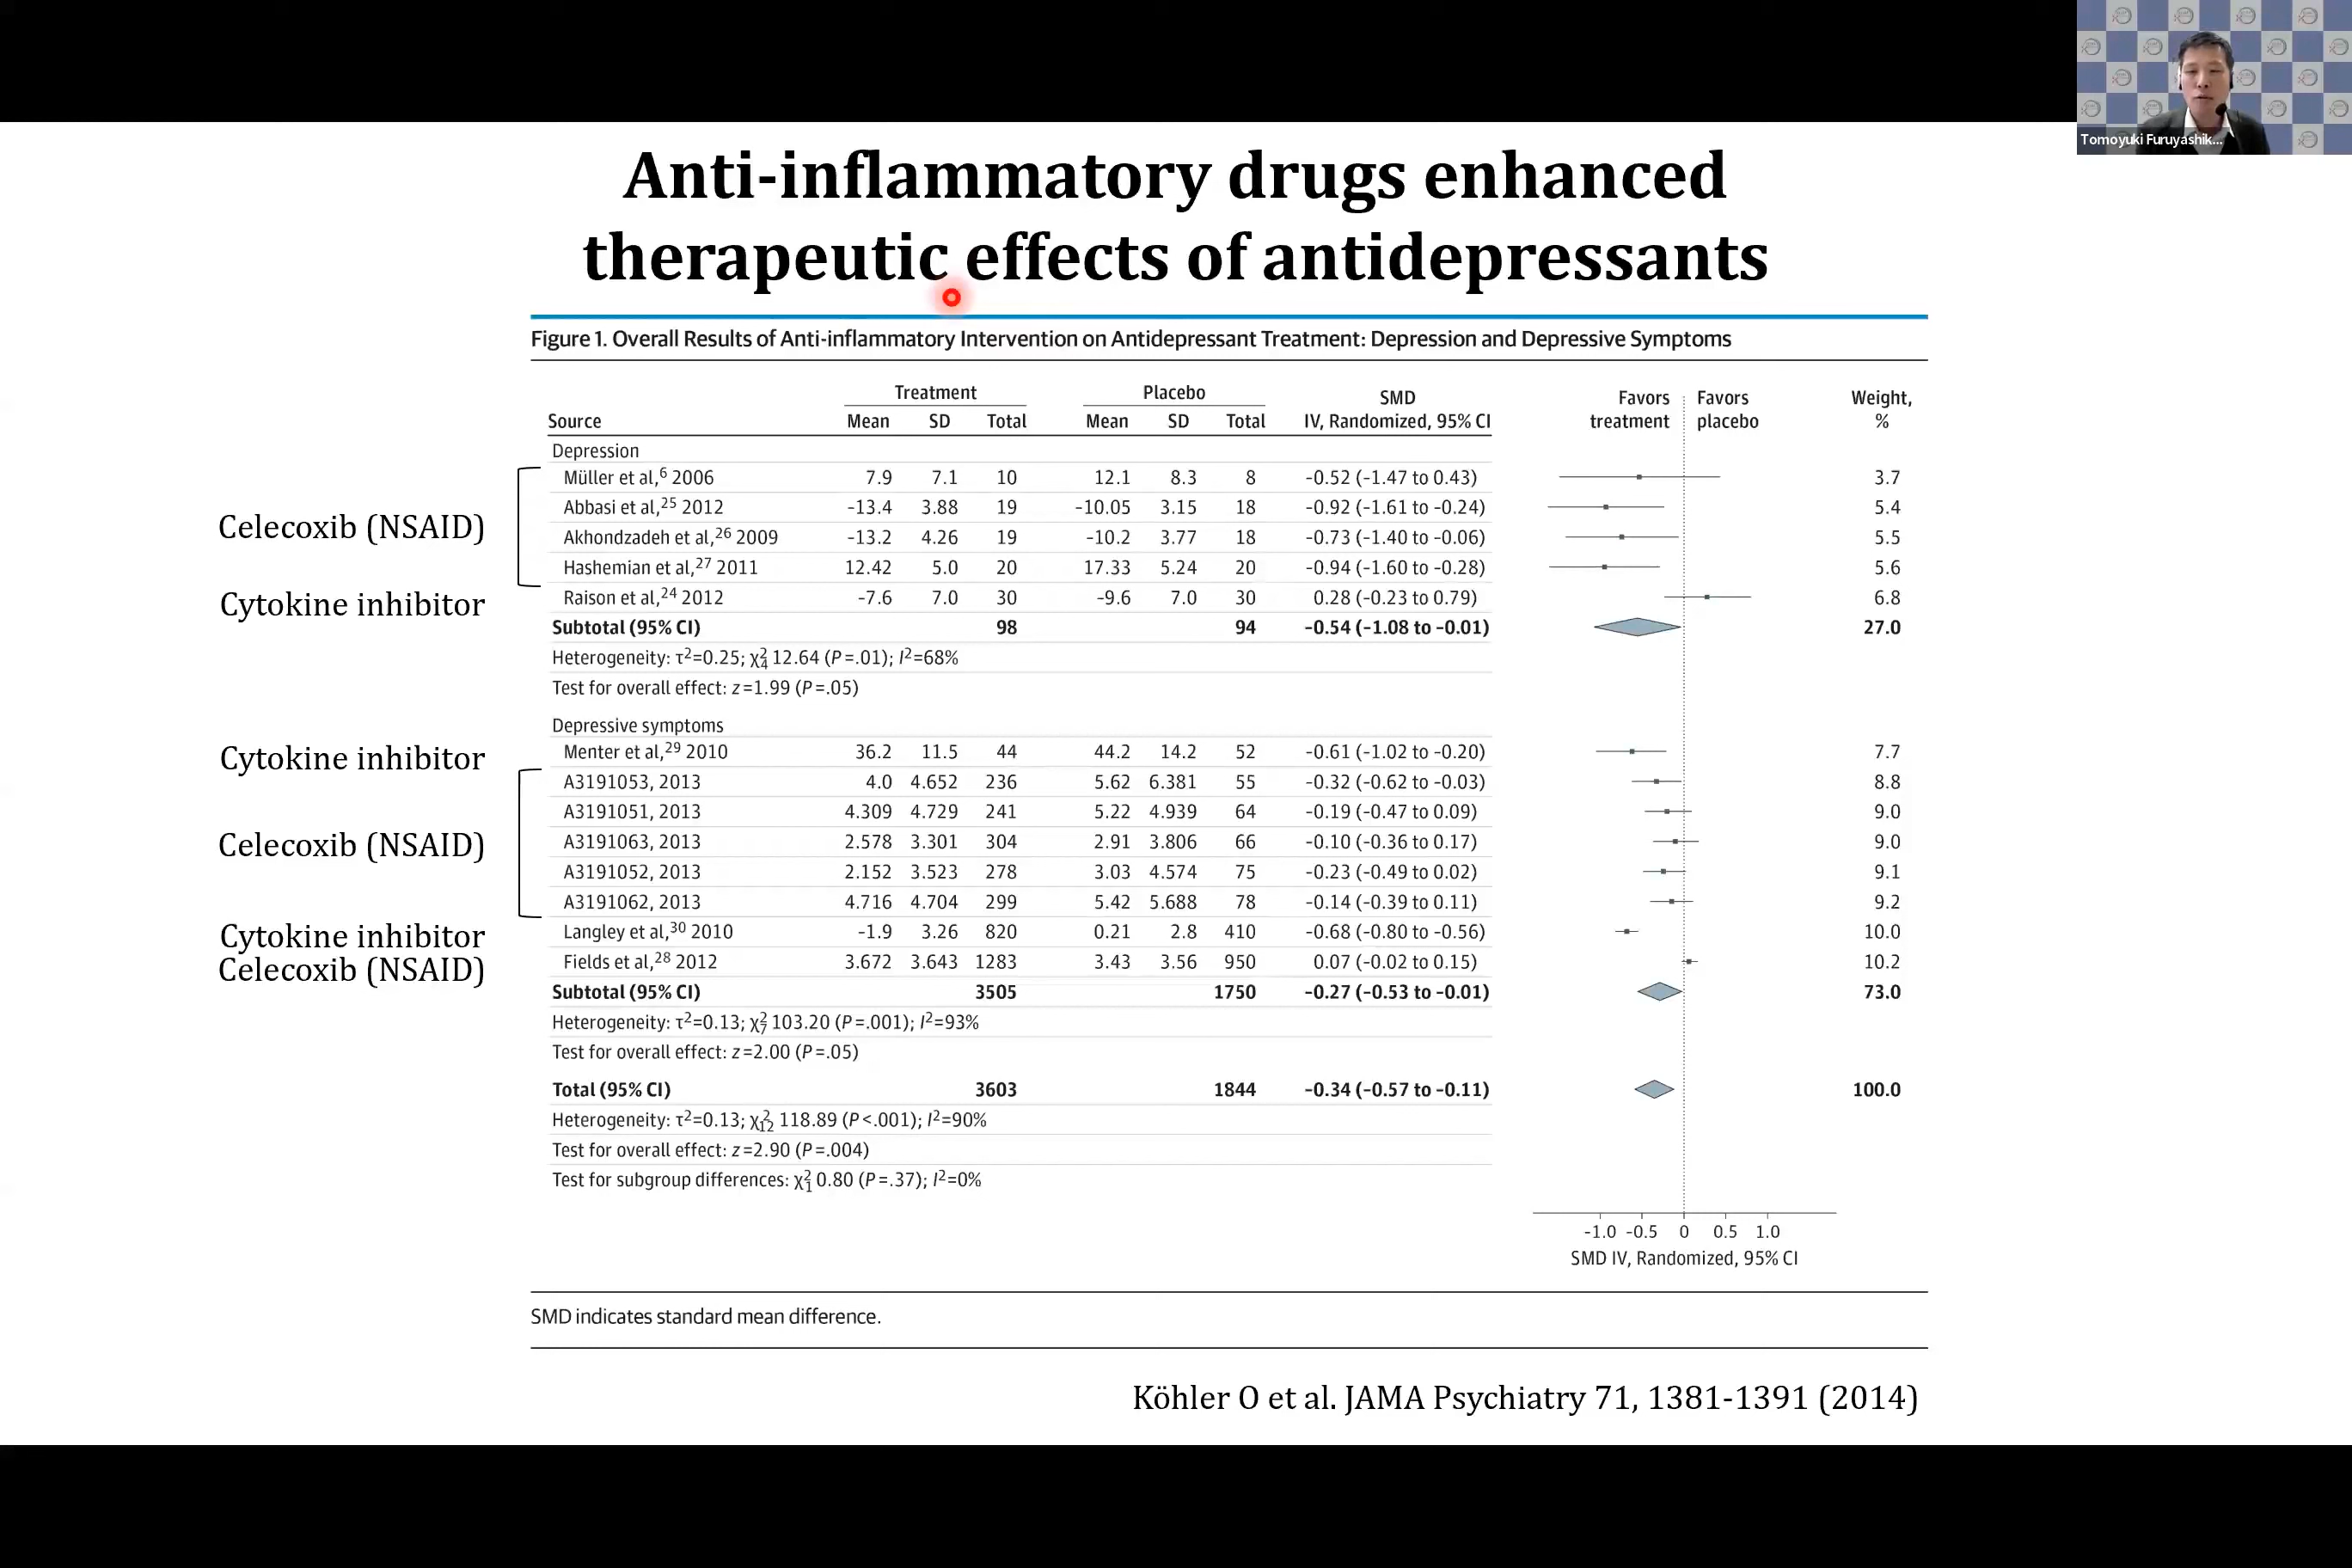 Tomoyuki Furuyashik...
Anti-inflammatory drugs enhanced
therapeutic effects of antidepressants
Figure 1. Overall Results of Anti-inflammatory Intervention on Antidepressant Treatment: Depression and Depressive Symptoms
Treatment Placebo SMD Favors Favors Weight,
Source Mean SD Total Mean SD Total IV, Randomized, 95% CI treatment placebo %
Depression
Müller et al,⁶ 2006 7.9 7.1 10 12.1 8.3 8 -0.52 (-1.47 to 0.43) 3.7
Abbasi et al,²⁵ 2012 -13.4 3.88 19 -10.05 3.15 18 -0.92 (-1.61 to -0.24) 5.4
Celecoxib (NSAID)
Akhondzadeh et al,²⁶ 2009 -13.2 4.26 19 -10.2 3.77 18 -0.73 (-1.40 to -0.06) 5.5
Hashemian et al,²⁷ 2011 12.42 5.0 20 17.33 5.24 20 -0.94 (-1.60 to -0.28) 5.6
Cytokine inhibitor Raison et al,²⁴ 2012 -7.6 7.0 30 -9.6 7.0 30 0.28 (-0.23 to 0.79) 6.8
Subtotal (95% CI) 98 94 -0.54 (-1.08 to -0.01) 27.0
Heterogeneity: τ²=0.25; χ²₄ 12.64 (P=.01); I²=68%
Test for overall effect: z=1.99 (P=.05)
Depressive symptoms
Cytokine inhibitor Menter et al,²⁹ 2010 36.2 11.5 44 44.2 14.2 52 -0.61 (-1.02 to -0.20) 7.7
A3191053, 2013 4.0 4.652 236 5.62 6.381 55 -0.32 (-0.62 to -0.03) 8.8
A3191051, 2013 4.309 4.729 241 5.22 4.939 64 -0.19 (-0.47 to 0.09) 9.0
Celecoxib (NSAID) A3191063, 2013 2.578 3.301 304 2.91 3.806 66 -0.10 (-0.36 to 0.17) 9.0
A3191052, 2013 2.152 3.523 278 3.03 4.574 75 -0.23 (-0.49 to 0.02) 9.1
A3191062, 2013 4.716 4.704 299 5.42 5.688 78 -0.14 (-0.39 to 0.11) 9.2
Cytokine inhibitor Langley et al,³⁰ 2010 -1.9 3.26 820 0.21 2.8 410 -0.68 (-0.80 to -0.56) 10.0
Celecoxib (NSAID) Fields et al,²⁸ 2012 3.672 3.643 1283 3.43 3.56 950 0.07 (-0.02 to 0.15) 10.2
Subtotal (95% CI) 3505 1750 -0.27 (-0.53 to -0.01) 73.0
Heterogeneity: τ²=0.13; χ²₇ 103.20 (P=.001); I²=93%
Test for overall effect: z=2.00 (P=.05)
Total (95% CI) 3603 1844 -0.34 (-0.57 to -0.11) 100.0
Heterogeneity: τ²=0.13; χ²₁₂ 118.89 (P<.001); I²=90%
Test for overall effect: z=2.90 (P=.004)
Test for subgroup differences: χ²₁ 0.80 (P=.37); I²=0%
-1.0 -0.5 0 0.5 1.0
SMD IV, Randomized, 95% CI
SMD indicates standard mean difference.
Köhler O et al. JAMA Psychiatry 71, 1381-1391 (2014)